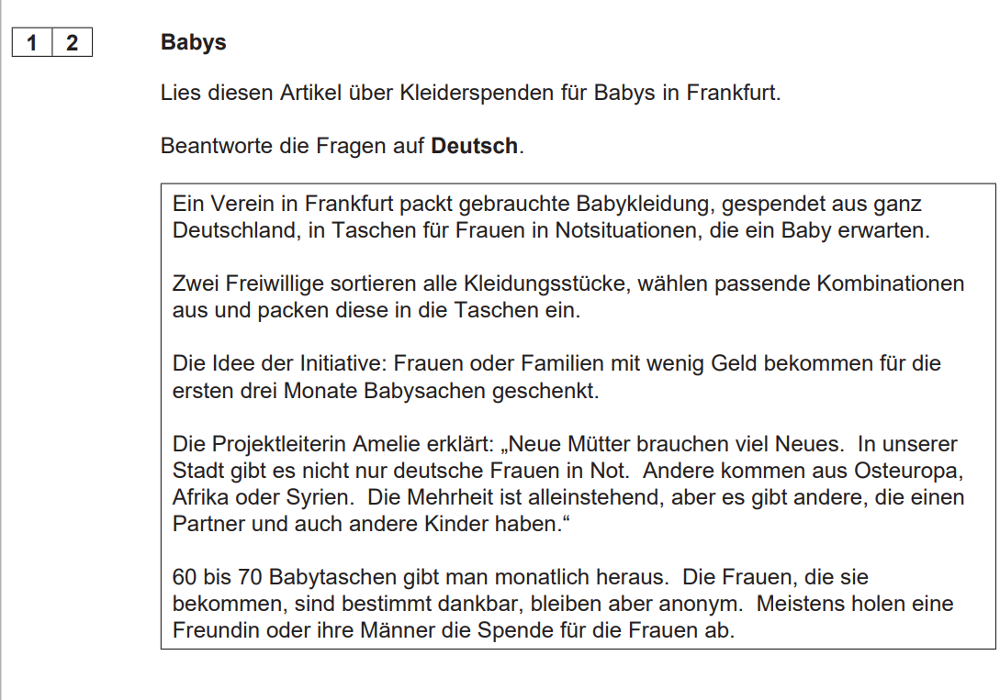 1 2 Babys
Lies diesen Artikel über Kleiderspenden für Babys in Frankfurt.
Beantworte die Fragen auf Deutsch.
Ein Verein in Frankfurt packt gebrauchte Babykleidung, gespendet aus ganz
Deutschland, in Taschen für Frauen in Notsituationen, die ein Baby erwarten.
Zwei Freiwillige sortieren alle Kleidungsstücke, wählen passende Kombinationen
aus und packen diese in die Taschen ein.
Die Idee der Initiative: Frauen oder Familien mit wenig Geld bekommen für die
ersten drei Monate Babysachen geschenkt.
Die Projektleiterin Amelie erklärt: „Neue Mütter brauchen viel Neues.  In unserer
Stadt gibt es nicht nur deutsche Frauen in Not.  Andere kommen aus Osteuropa,
Afrika oder Syrien.  Die Mehrheit ist alleinstehend, aber es gibt andere, die einen
Partner und auch andere Kinder haben.“
60 bis 70 Babytaschen gibt man monatlich heraus.  Die Frauen, die sie
bekommen, sind bestimmt dankbar, bleiben aber anonym.  Meistens holen eine
Freundin oder ihre Männer die Spende für die Frauen ab.